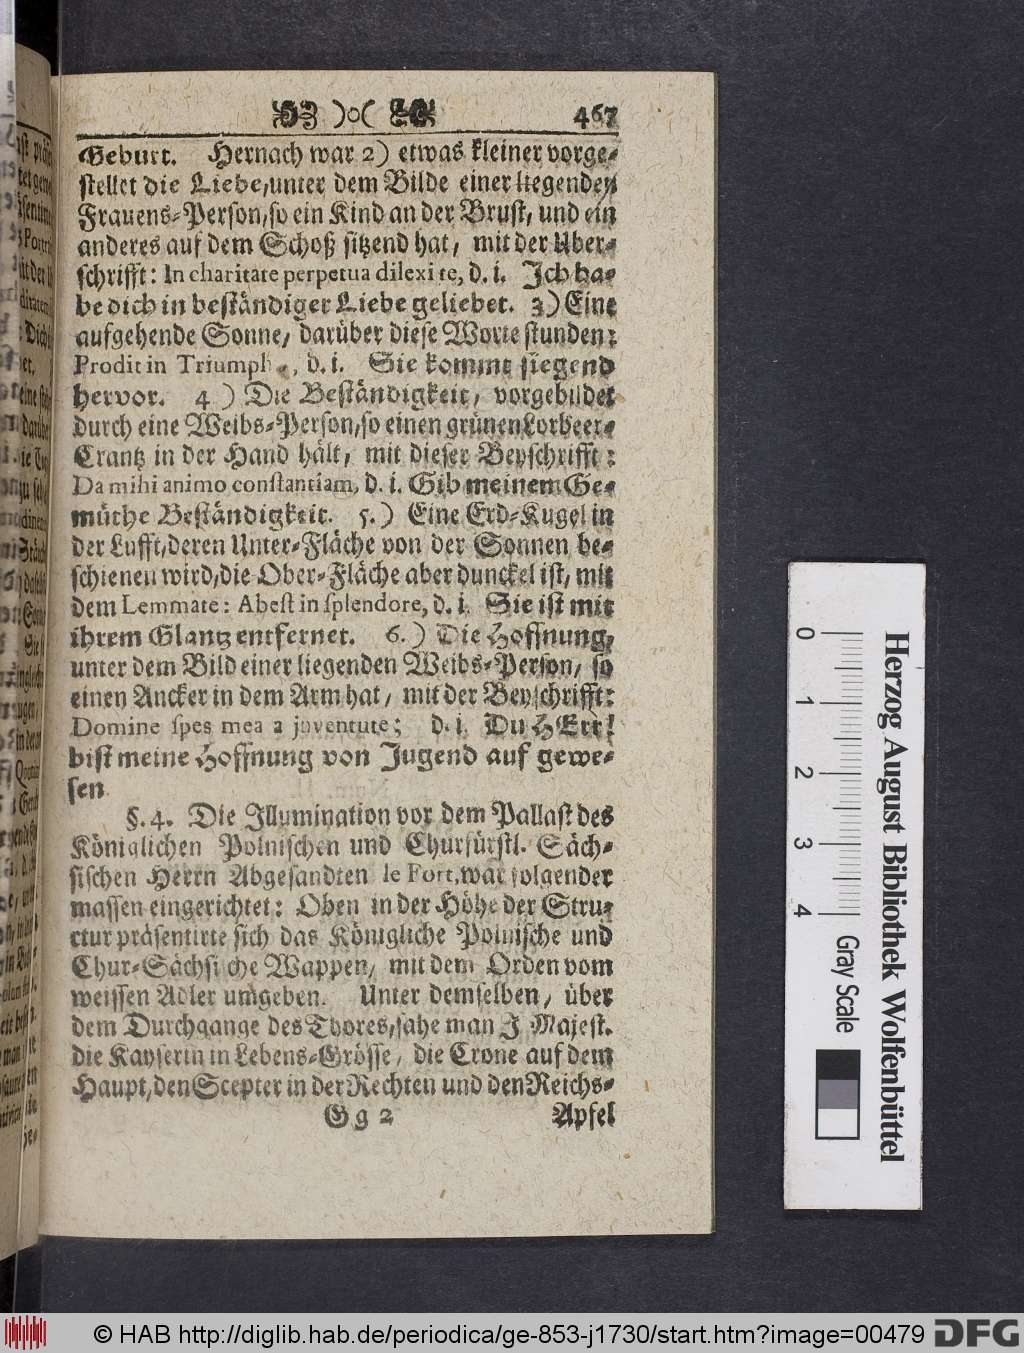 )o( 467
Geburt. Hernach war 2) etwas kleiner vorge-
stellet die Liebe, unter dem Bilde einer liegenden
Frauens-Person, so ein Kind an der Brust, und ein
anderes auf dem Schoß sitzend hat, mit der Uber-
schrifft: In charitate perpetua dilexi te, d. i. Ich ha-
be dich in beständiger Liebe geliebet. 3) Eine
aufgehende Sonne, darüber diese Worte stunden:
Prodit in Triumph, d. i. Sie kommt siegend
hervor. 4) Die Beständigkeit, vorgebildet
durch eine Weibs-Person, so einen grünen Lorbeer-
Crantz in der Hand hält, mit dieser Beyschrifft:
Da mihi animo constantiam, d. i. Gib meinem Ge-
müthe Beständigkeit. 5.) Eine Erd-Kugel in
der Lufft, deren Unter-Fläche von der Sonnen be-
schienen wird, die Ober-Fläche aber dunckel ist, mit
dem Lemmate: Abest in splendore, d. i. Sie ist mit
ihrem Glantz entfernet. 6.) Die Hoffnung,
unter dem Bild einer liegenden Weibs-Person, so
einen Ancker in dem Arm hat, mit der Beyschrifft:
Domine spes mea a juventute; d. i. Du HErr!
bist meine Hoffnung von Jugend auf gewe-
sen.
§. 4. Die Illumination vor dem Pallast des
Königlichen Polnischen und Churfürstl. Säch-
sischen Herrn Abgesandten le Fort, war folgender
massen eingerichtet: Oben in der Höhe der Stru-
ctur präsentirte sich das Königliche Polnische und
Chur-Sächsische Wappen, mit dem Orden vom
weissen Adler umgeben. Unter demselben, über
dem Durchgange des Thores, sahe man J. Majest.
die Kayserin in Lebens-Grösse, die Crone auf dem
Haupt, den Scepter in der Rechten und den Reichs-
Gg 2 Apfel
Herzog August Bibliothek Wolfenbüttel
0 1 2 3 4 Gray Scale
© HAB http://diglib.hab.de/periodica/ge-853-j1730/start.htm?image=00479 DFG